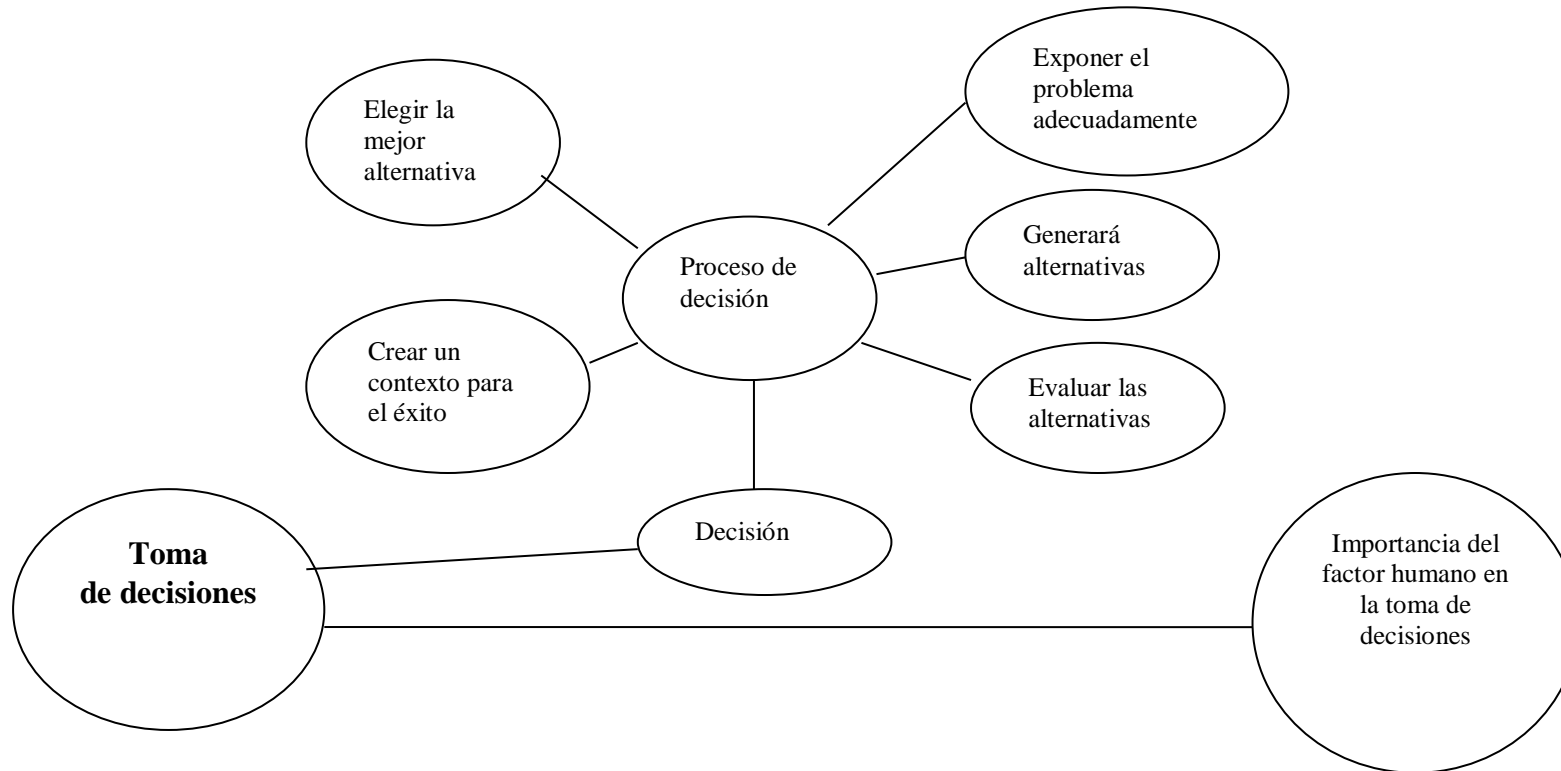 Exponer el
problema
adecuadamente
Elegir la
mejor
alternativa
Generará
alternativas
Proceso de
decisión
Crear un
contexto para
el éxito
Evaluar las
alternativas
Decisión
Toma
de decisiones
Importancia del
factor humano en
la toma de
decisiones